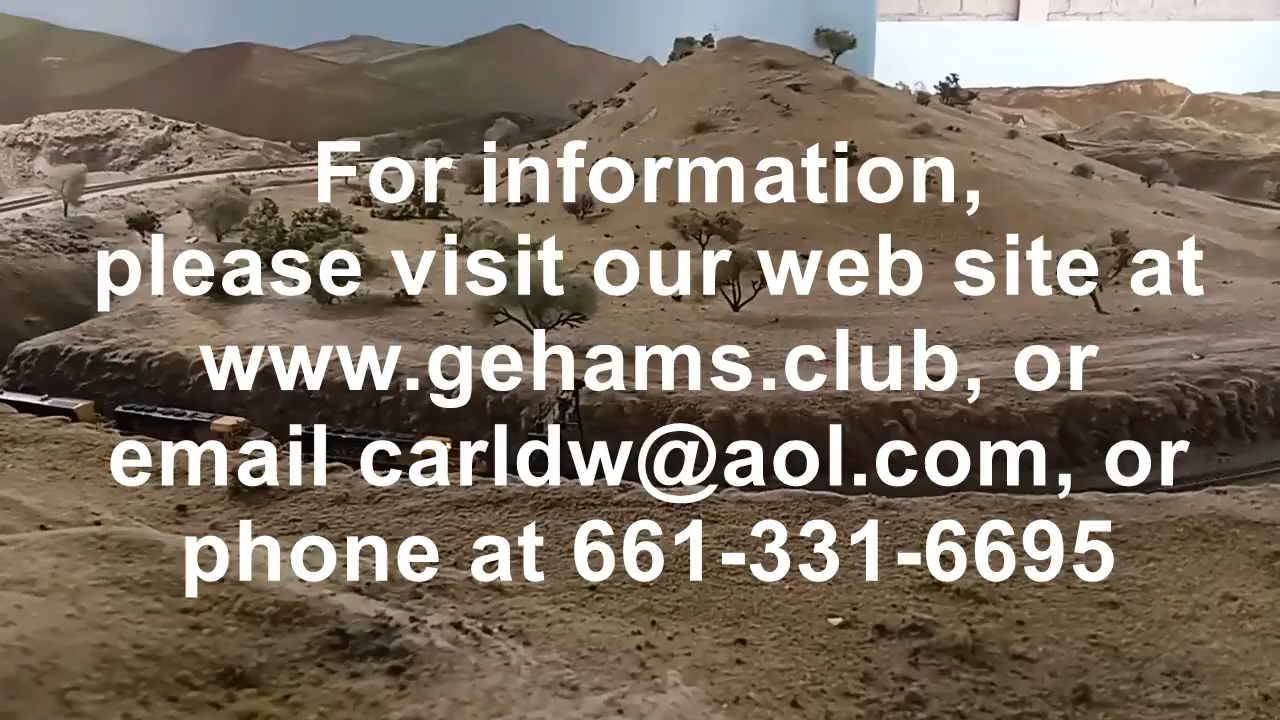 For information,
please visit our web site at
www.gehams.club, or
email carldw@aol.com, or
phone at 661-331-6695